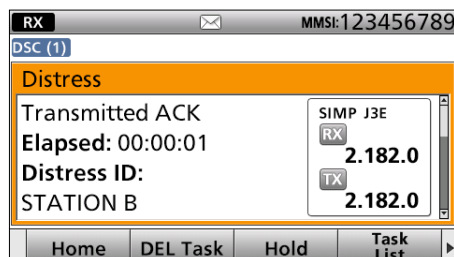 RX MMSI:123456789
DSC (1)
Distress
Transmitted ACK
Elapsed: 00:00:01
Distress ID:
STATION B
SIMP J3E
RX
2.182.0
TX
2.182.0
Home DEL Task Hold Task List